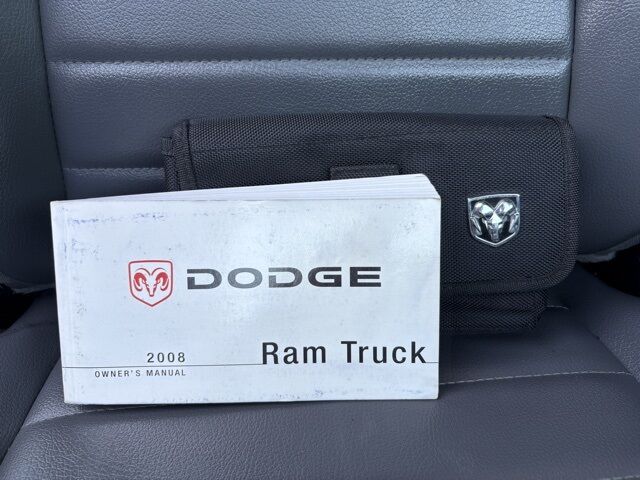 DODGE
2008
OWNER'S MANUAL
Ram Truck